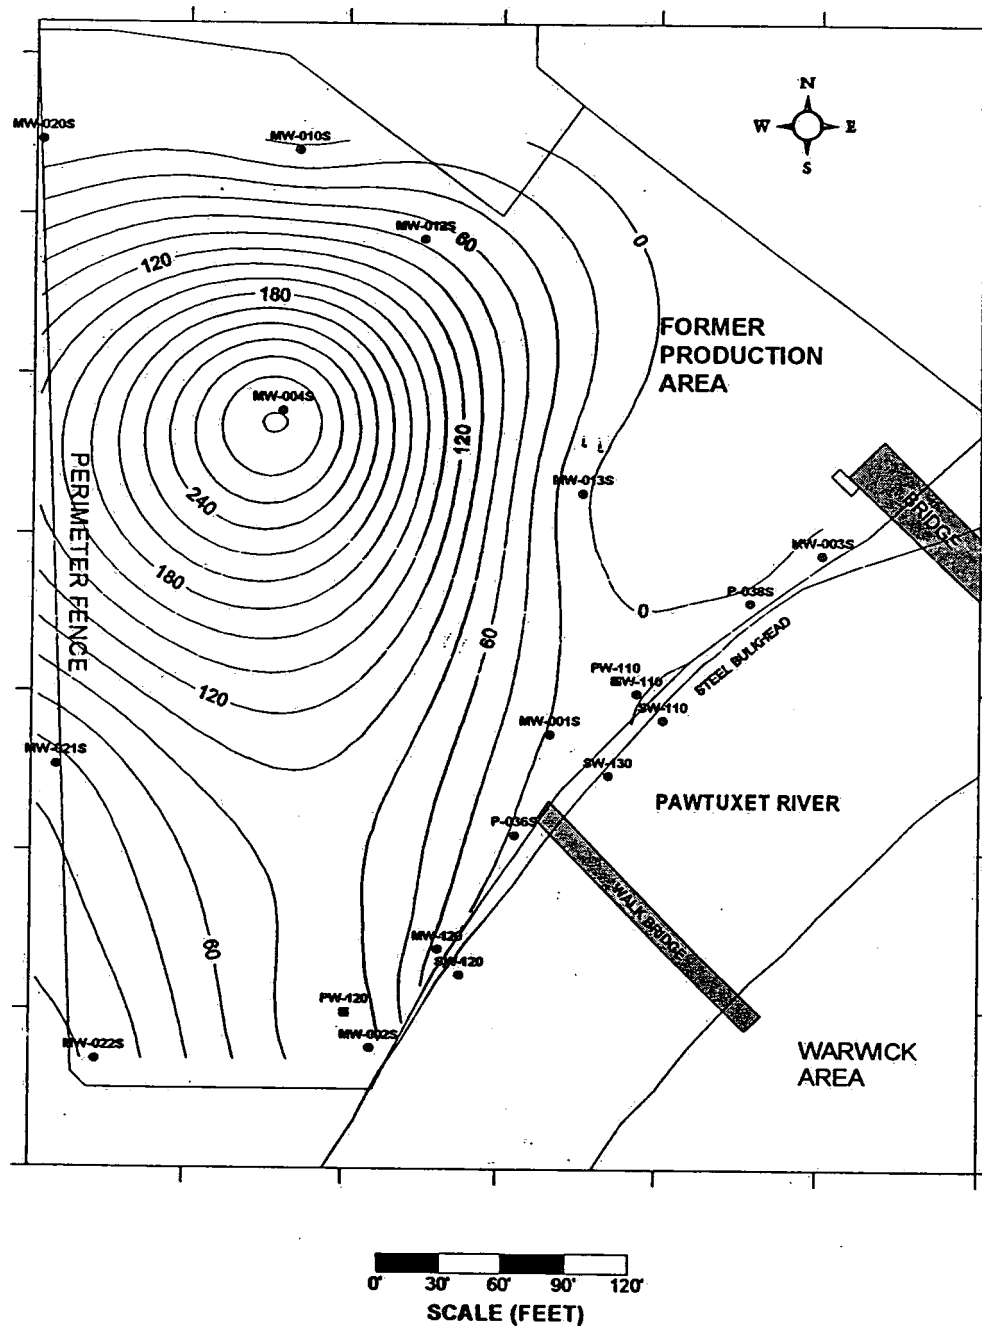 N
W E
S
MW-020S
MW-010S
MW-012S
60
0
120
180
FORMER
PRODUCTION
AREA
MW-004S
120
PERIMETER FENCE
MW-013S
240
BRIDGE
MW-003S
180
P-038S
0
60
STEEL BULKHEAD
PW-110
SW-110
120
MW-001S
MW-021S
SW-130
PAWTUXET RIVER
P-036S
WALK BRIDGE
60
MW-120
SW-120
PW-120
MW-002S
MW-022S
WARWICK
AREA
0' 30' 60' 90' 120'
SCALE (FEET)